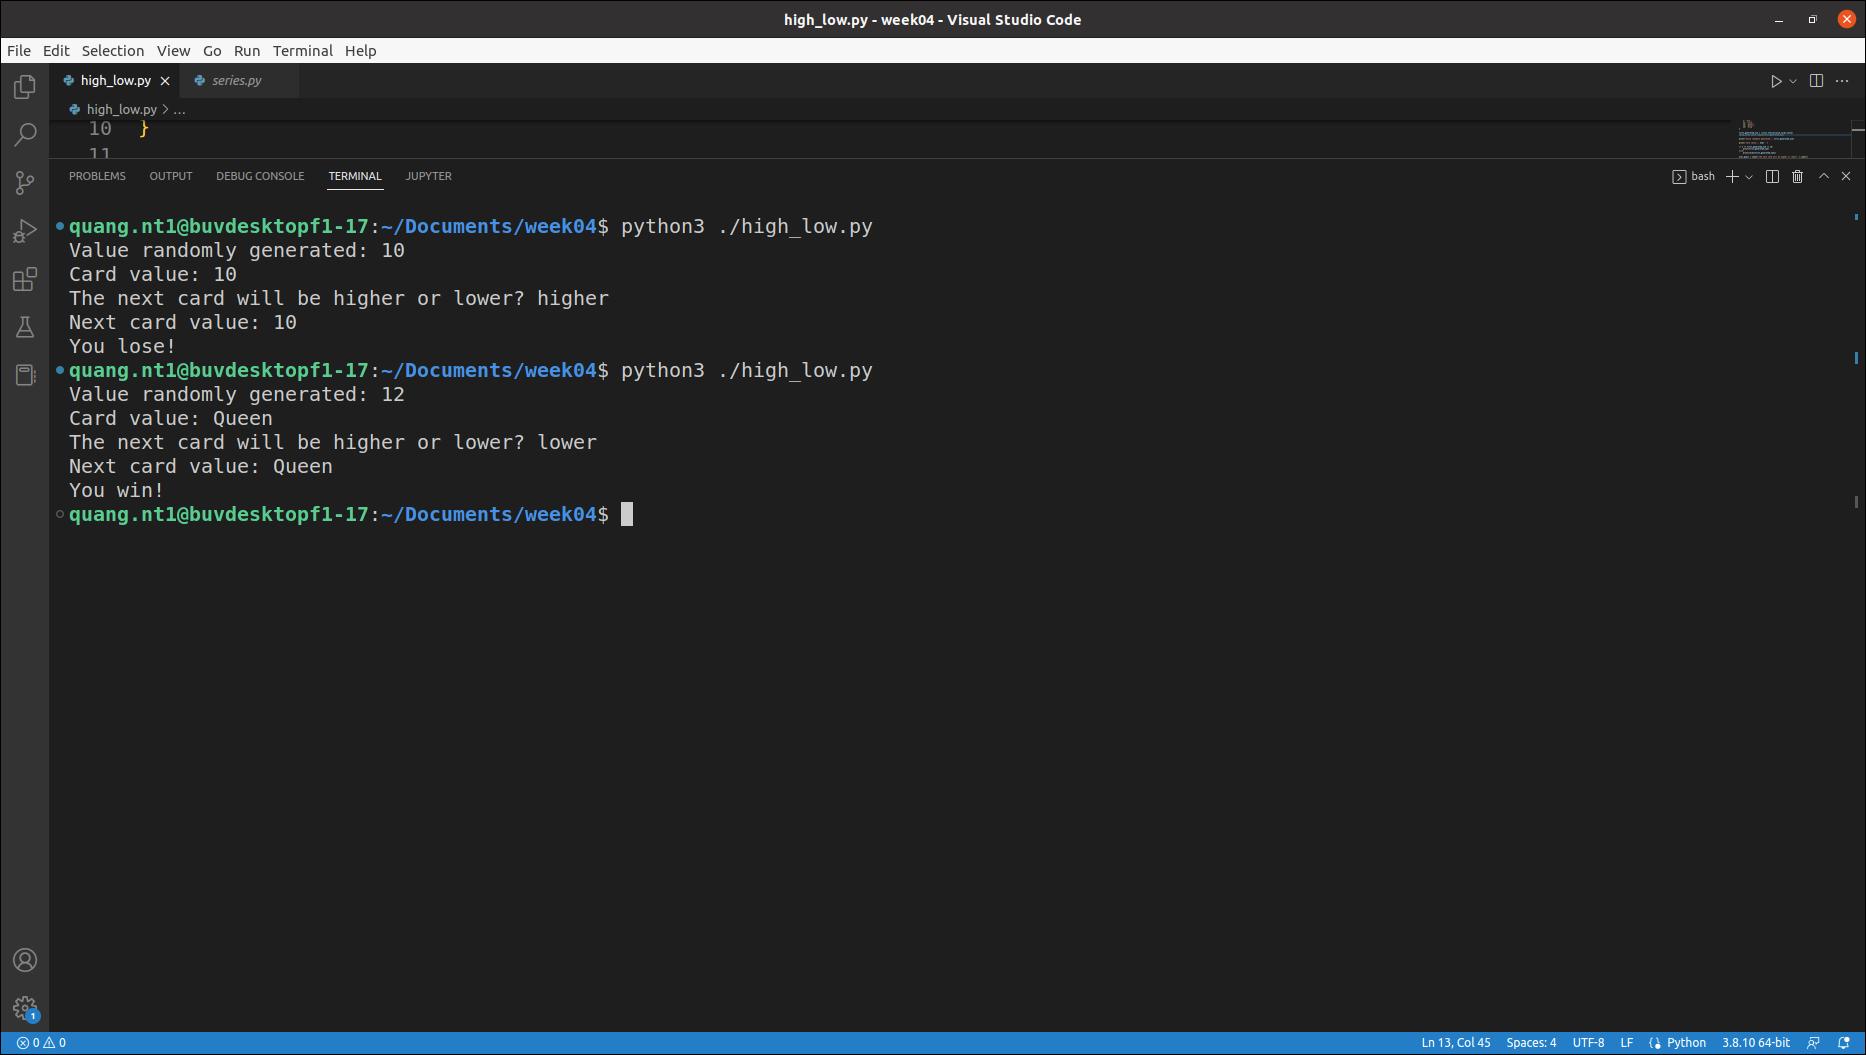 high_low.py - week04 - Visual Studio Code
File Edit Selection View Go Run Terminal Help
high_low.py series.py
high_low.py > ...
10 }
11
PROBLEMS OUTPUT DEBUG CONSOLE TERMINAL JUPYTER bash
quang.nt1@buvdesktopf1-17:~/Documents/week04$ python3 ./high_low.py
Value randomly generated: 10
Card value: 10
The next card will be higher or lower? higher
Next card value: 10
You lose!
quang.nt1@buvdesktopf1-17:~/Documents/week04$ python3 ./high_low.py
Value randomly generated: 12
Card value: Queen
The next card will be higher or lower? lower
Next card value: Queen
You win!
quang.nt1@buvdesktopf1-17:~/Documents/week04$
1
0 0 Ln 13, Col 45 Spaces: 4 UTF-8 LF Python 3.8.10 64-bit